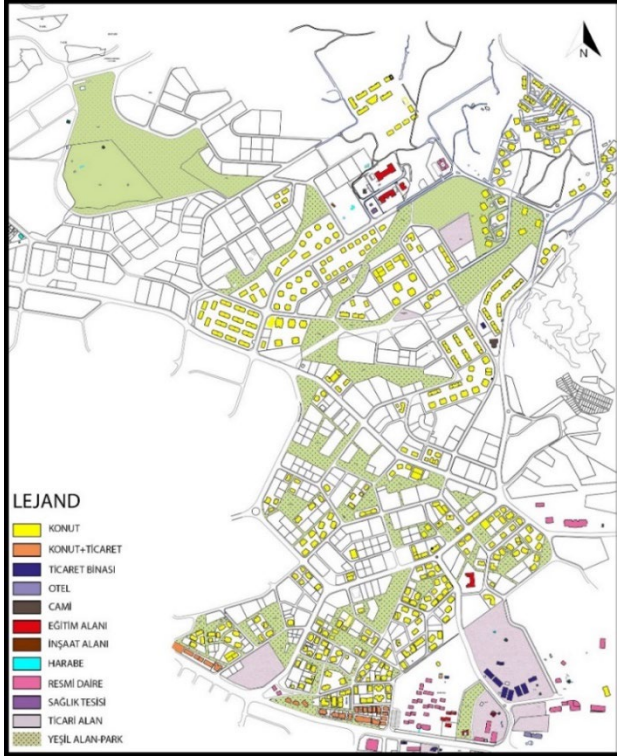 N
LEJAND
KONUT
KONUT+TİCARET
TİCARET BİNASI
OTEL
CAMİ
EĞİTİM ALANI
İNŞAAT ALANI
HARABE
RESMİ DAİRE
SAĞLIK TESİSİ
TİCARİ ALAN
YEŞİL ALAN-PARK